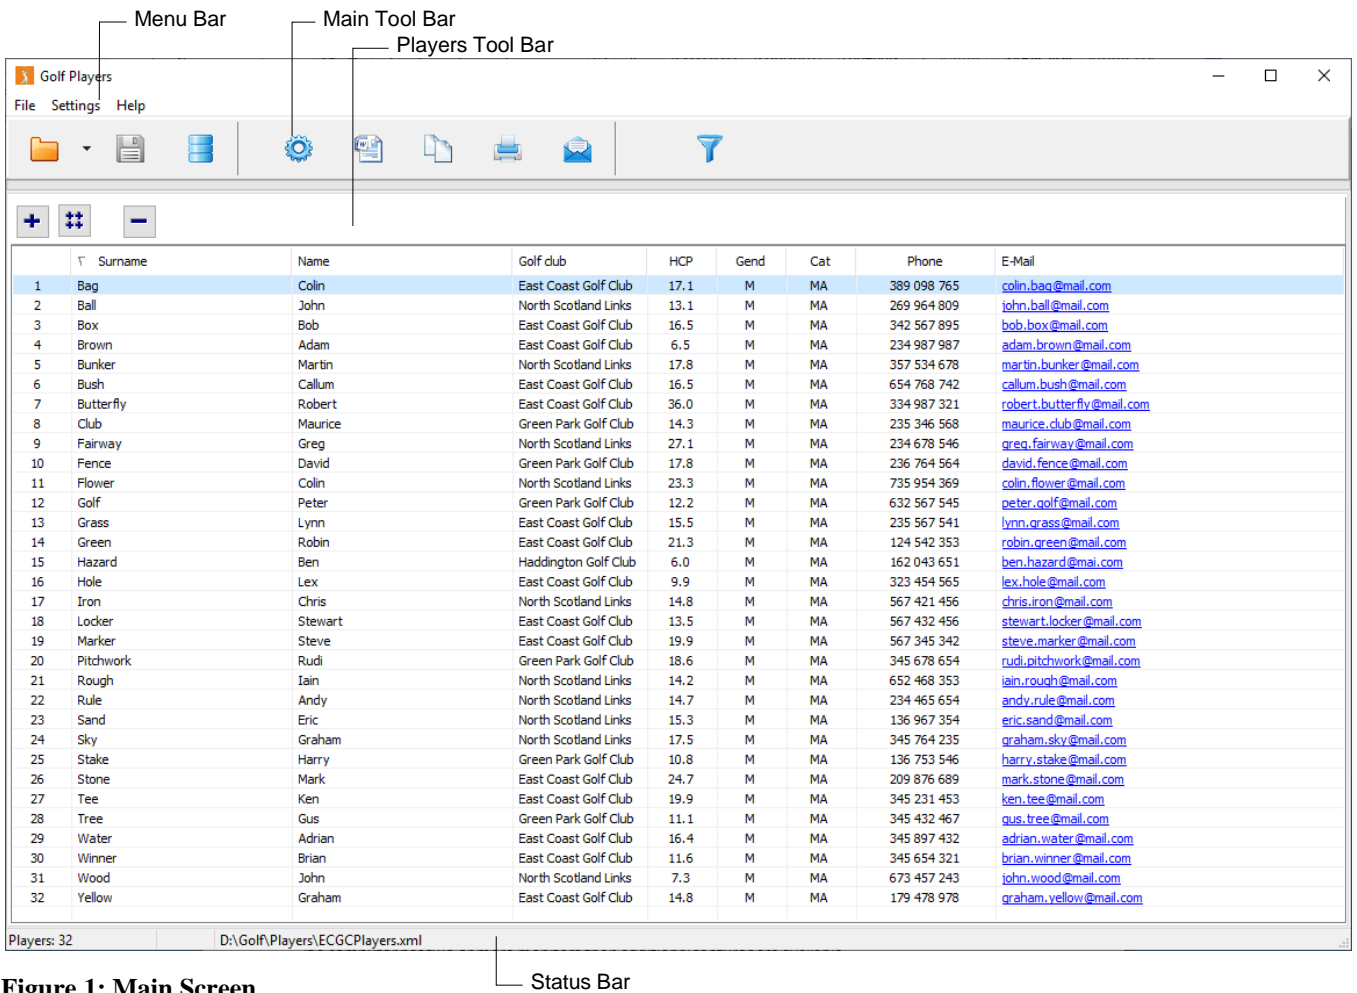 Menu Bar
Main Tool Bar
Players Tool Bar
Golf Players
File Settings Help
Surname Name Golf club HCP Gend Cat Phone E-Mail
1 Bag Colin East Coast Golf Club 17.1 M MA 389 098 765 colin.bag@mail.com
2 Ball John North Scotland Links 13.1 M MA 269 964 809 john.ball@mail.com
3 Box Bob East Coast Golf Club 16.5 M MA 342 567 895 bob.box@mail.com
4 Brown Adam East Coast Golf Club 6.5 M MA 234 987 987 adam.brown@mail.com
5 Bunker Martin North Scotland Links 17.8 M MA 357 534 678 martin.bunker@mail.com
6 Bush Callum East Coast Golf Club 16.5 M MA 654 768 742 callum.bush@mail.com
7 Butterfly Robert East Coast Golf Club 36.0 M MA 334 987 321 robert.butterfly@mail.com
8 Club Maurice Green Park Golf Club 14.3 M MA 235 346 568 maurice.club@mail.com
9 Fairway Greg North Scotland Links 27.1 M MA 234 678 546 greg.fairway@mail.com
10 Fence David Green Park Golf Club 17.8 M MA 236 764 564 david.fence@mail.com
11 Flower Colin North Scotland Links 23.3 M MA 735 954 369 colin.flower@mail.com
12 Golf Peter Green Park Golf Club 12.2 M MA 632 567 545 peter.golf@mail.com
13 Grass Lynn East Coast Golf Club 15.5 M MA 235 567 541 lynn.grass@mail.com
14 Green Robin East Coast Golf Club 21.3 M MA 124 542 353 robin.green@mail.com
15 Hazard Ben Haddington Golf Club 6.0 M MA 162 043 651 ben.hazard@mai.com
16 Hole Lex East Coast Golf Club 9.9 M MA 323 454 565 lex.hole@mail.com
17 Iron Chris North Scotland Links 14.8 M MA 567 421 456 chris.iron@mail.com
18 Locker Stewart East Coast Golf Club 13.5 M MA 567 432 456 stewart.locker@mail.com
19 Marker Steve East Coast Golf Club 19.9 M MA 567 345 342 steve.marker@mail.com
20 Pitchwork Rudi Green Park Golf Club 18.6 M MA 345 678 654 rudi.pitchwork@mail.com
21 Rough Iain North Scotland Links 14.2 M MA 652 468 353 iain.rough@mail.com
22 Rule Andy North Scotland Links 14.7 M MA 234 465 654 andy.rule@mail.com
23 Sand Eric North Scotland Links 15.3 M MA 136 967 354 eric.sand@mail.com
24 Sky Graham North Scotland Links 17.5 M MA 345 764 235 graham.sky@mail.com
25 Stake Harry Green Park Golf Club 10.8 M MA 136 753 546 harry.stake@mail.com
26 Stone Mark East Coast Golf Club 24.7 M MA 209 876 689 mark.stone@mail.com
27 Tee Ken East Coast Golf Club 19.9 M MA 345 231 453 ken.tee@mail.com
28 Tree Gus Green Park Golf Club 11.1 M MA 345 432 467 gus.tree@mail.com
29 Water Adrian East Coast Golf Club 16.4 M MA 345 897 432 adrian.water@mail.com
30 Winner Brian East Coast Golf Club 11.6 M MA 345 654 321 brian.winner@mail.com
31 Wood John North Scotland Links 7.3 M MA 673 457 243 john.wood@mail.com
32 Yellow Graham East Coast Golf Club 14.8 M MA 179 478 978 graham.yellow@mail.com
Players: 32 D:\Golf\Players\ECGCPlayers.xml
Status Bar
Figure 1: Main Screen